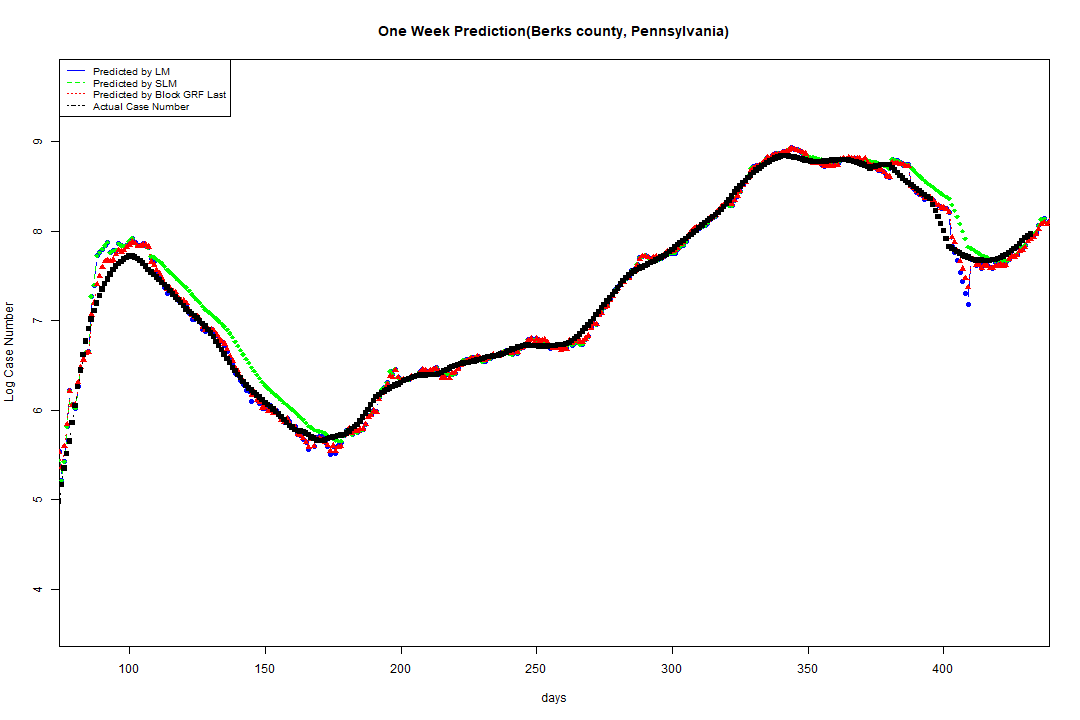 One Week Prediction(Berks county, Pennsylvania)
Predicted by LM
Predicted by SLM
Predicted by Block GRF Last
Actual Case Number
9
8
7
6
5
4
Log Case Number
100 150 200 250 300 350 400
days